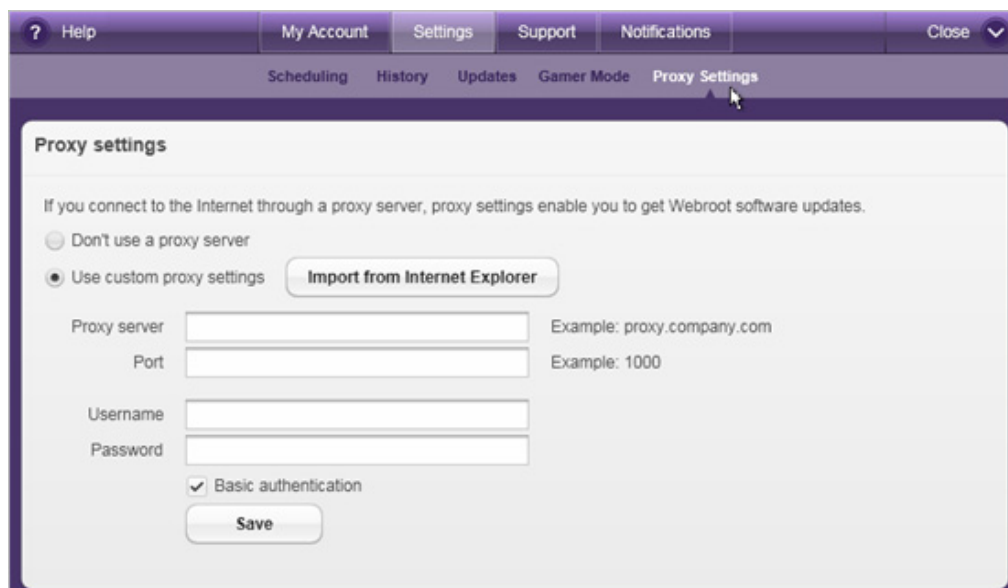 ? Help My Account Settings Support Notifications Close
Scheduling History Updates Gamer Mode Proxy Settings
Proxy settings
If you connect to the Internet through a proxy server, proxy settings enable you to get Webroot software updates.
Don't use a proxy server
Use custom proxy settings Import from Internet Explorer
Proxy server Example: proxy.company.com
Port Example: 1000
Username
Password
Basic authentication
Save